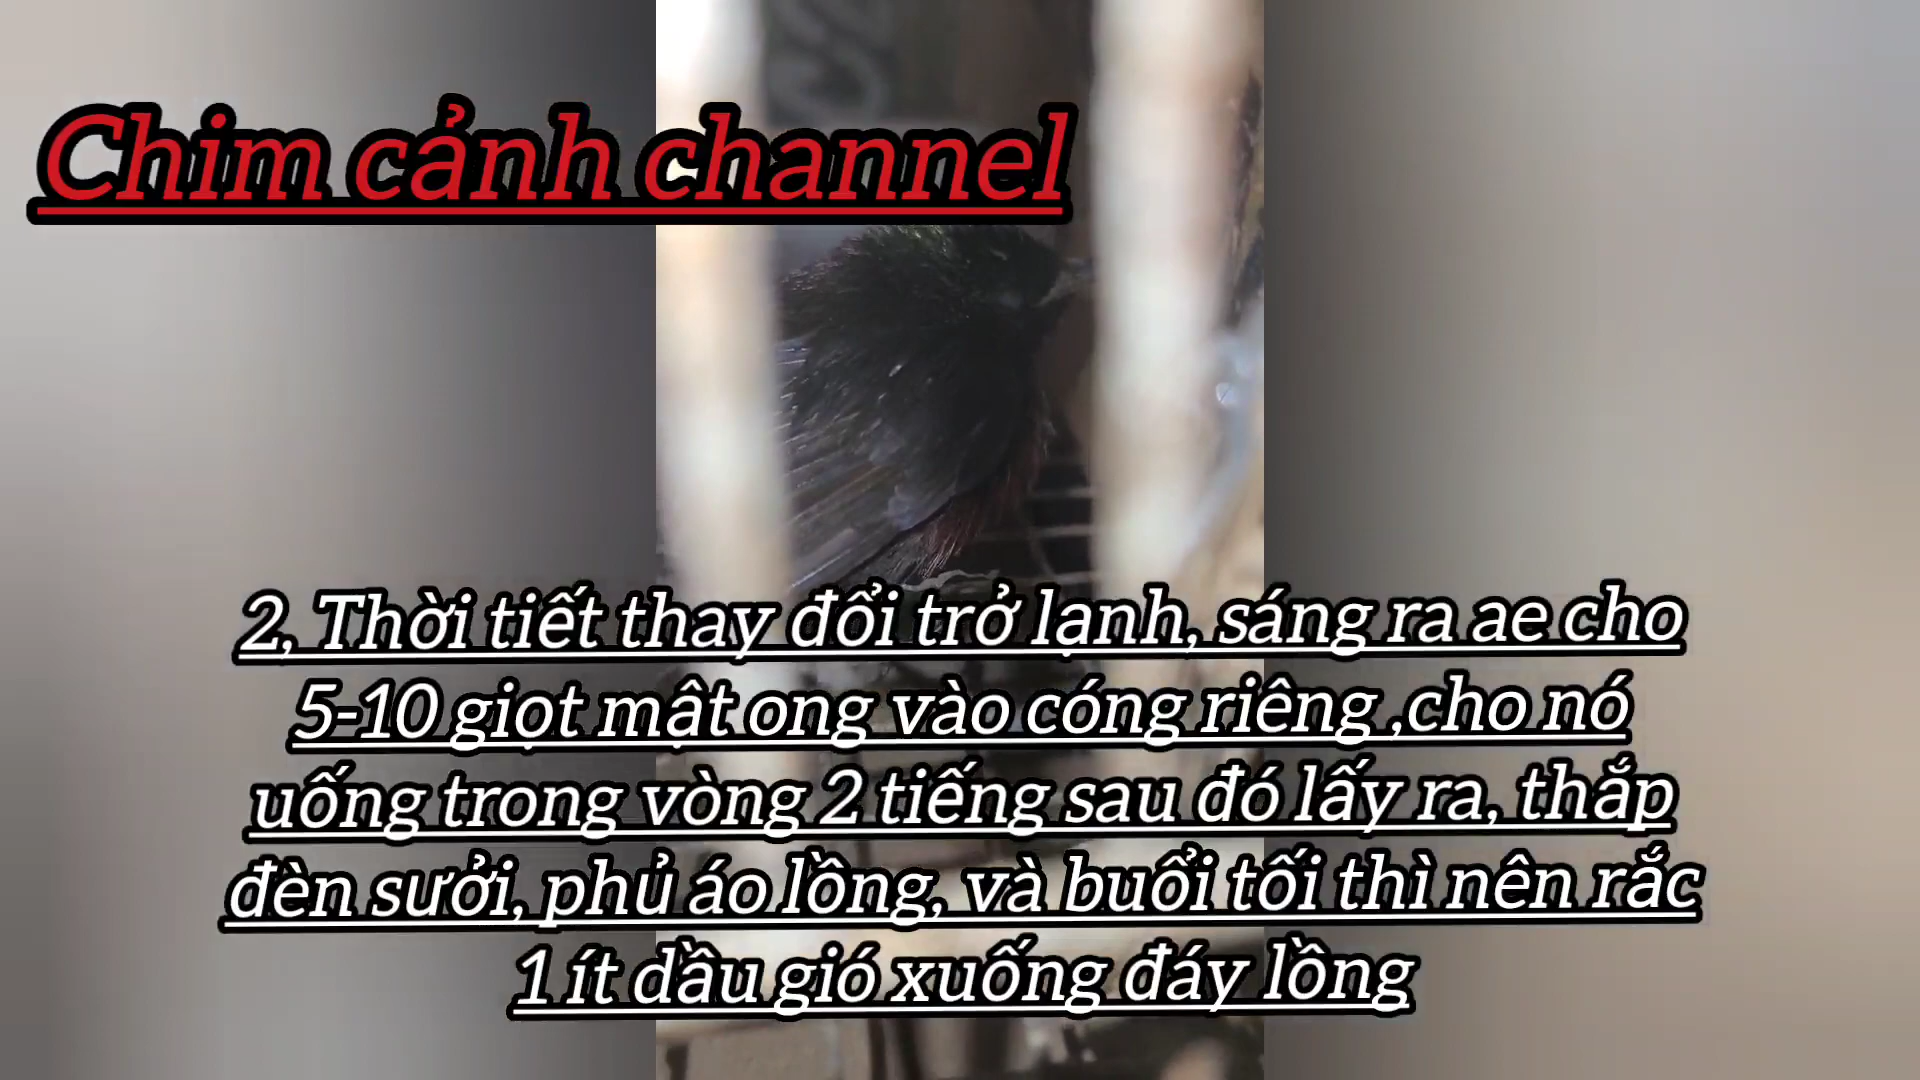 Chim cảnh channel
2, Thời tiết thay đổi trở lạnh, sáng ra ae cho
5-10 giọt mật ong vào cóng riêng ,cho nó
uống trong vòng 2 tiếng sau đó lấy ra, thắp
đèn sưởi, phủ áo lồng, và buổi tối thì nên rắc
1 ít dầu gió xuống đáy lồng